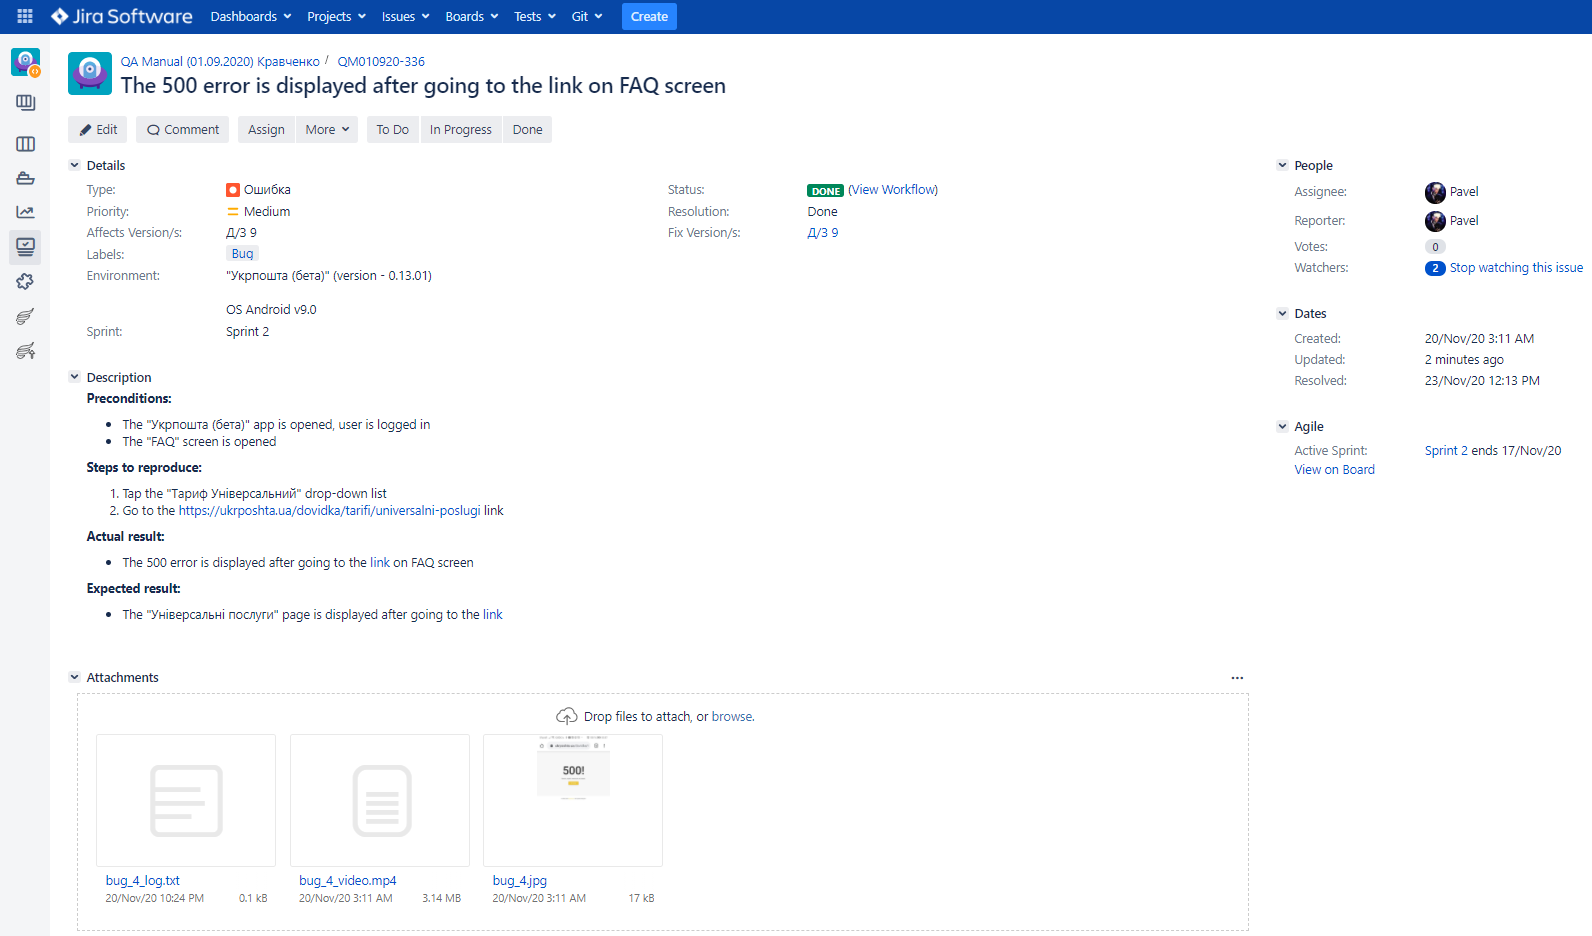 Jira Software Dashboards Projects Issues Boards Tests Git Create
QA Manual (01.09.2020) Кравченко / QM010920-336
The 500 error is displayed after going to the link on FAQ screen
Edit Comment Assign More To Do In Progress Done
Details
Type: Ошибка
Priority: Medium
Affects Version/s: Д/З 9
Labels: Bug
Environment: "Укрпошта (бета)" (version - 0.13.01)
OS Android v9.0
Sprint: Sprint 2
Status: DONE (View Workflow)
Resolution: Done
Fix Version/s: Д/З 9
People
Assignee: Pavel
Reporter: Pavel
Votes: 0
Watchers: 2 Stop watching this issue
Dates
Created: 20/Nov/20 3:11 AM
Updated: 2 minutes ago
Resolved: 23/Nov/20 12:13 PM
Agile
Active Sprint: Sprint 2 ends 17/Nov/20
View on Board
Description
Preconditions:
• The "Укрпошта (бета)" app is opened, user is logged in
• The "FAQ" screen is opened
Steps to reproduce:
1. Tap the "Тариф Універсальний" drop-down list
2. Go to the https://ukrposhta.ua/dovidka/tarifi/universalni-poslugi link
Actual result:
• The 500 error is displayed after going to the link on FAQ screen
Expected result:
• The "Універсальні послуги" page is displayed after going to the link
Attachments
Drop files to attach, or browse.
500!
bug_4_log.txt
20/Nov/20 10:24 PM 0.1 kB
bug_4_video.mp4
20/Nov/20 3:11 AM 3.14 MB
bug_4.jpg
20/Nov/20 3:11 AM 17 kB